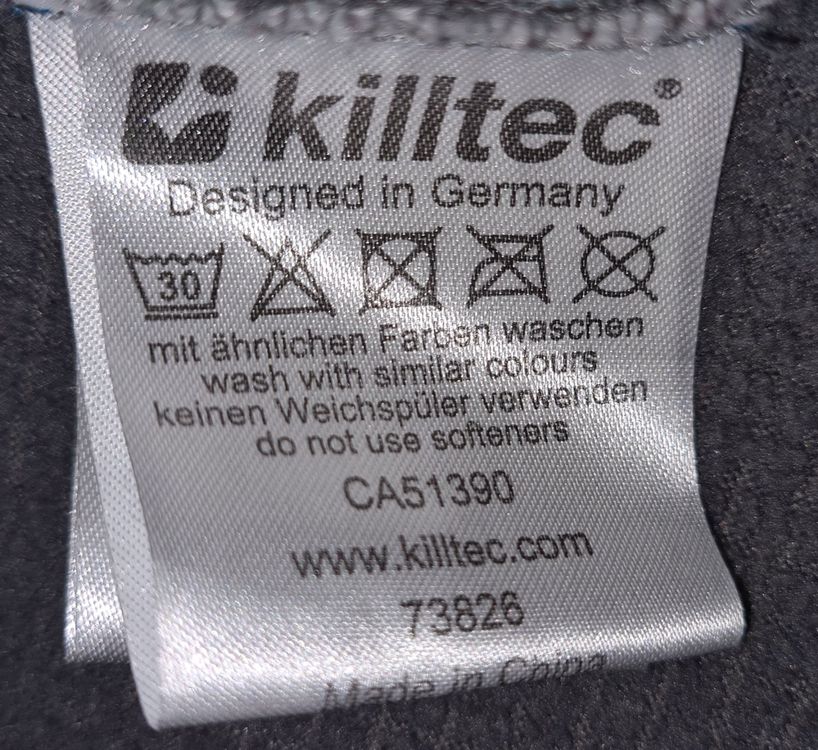 killtec®
Designed in Germany
30
mit ähnlichen Farben waschen
wash with similar colours
keinen Weichspüler verwenden
do not use softeners
CA51390
www.killtec.com
73826
Made in China